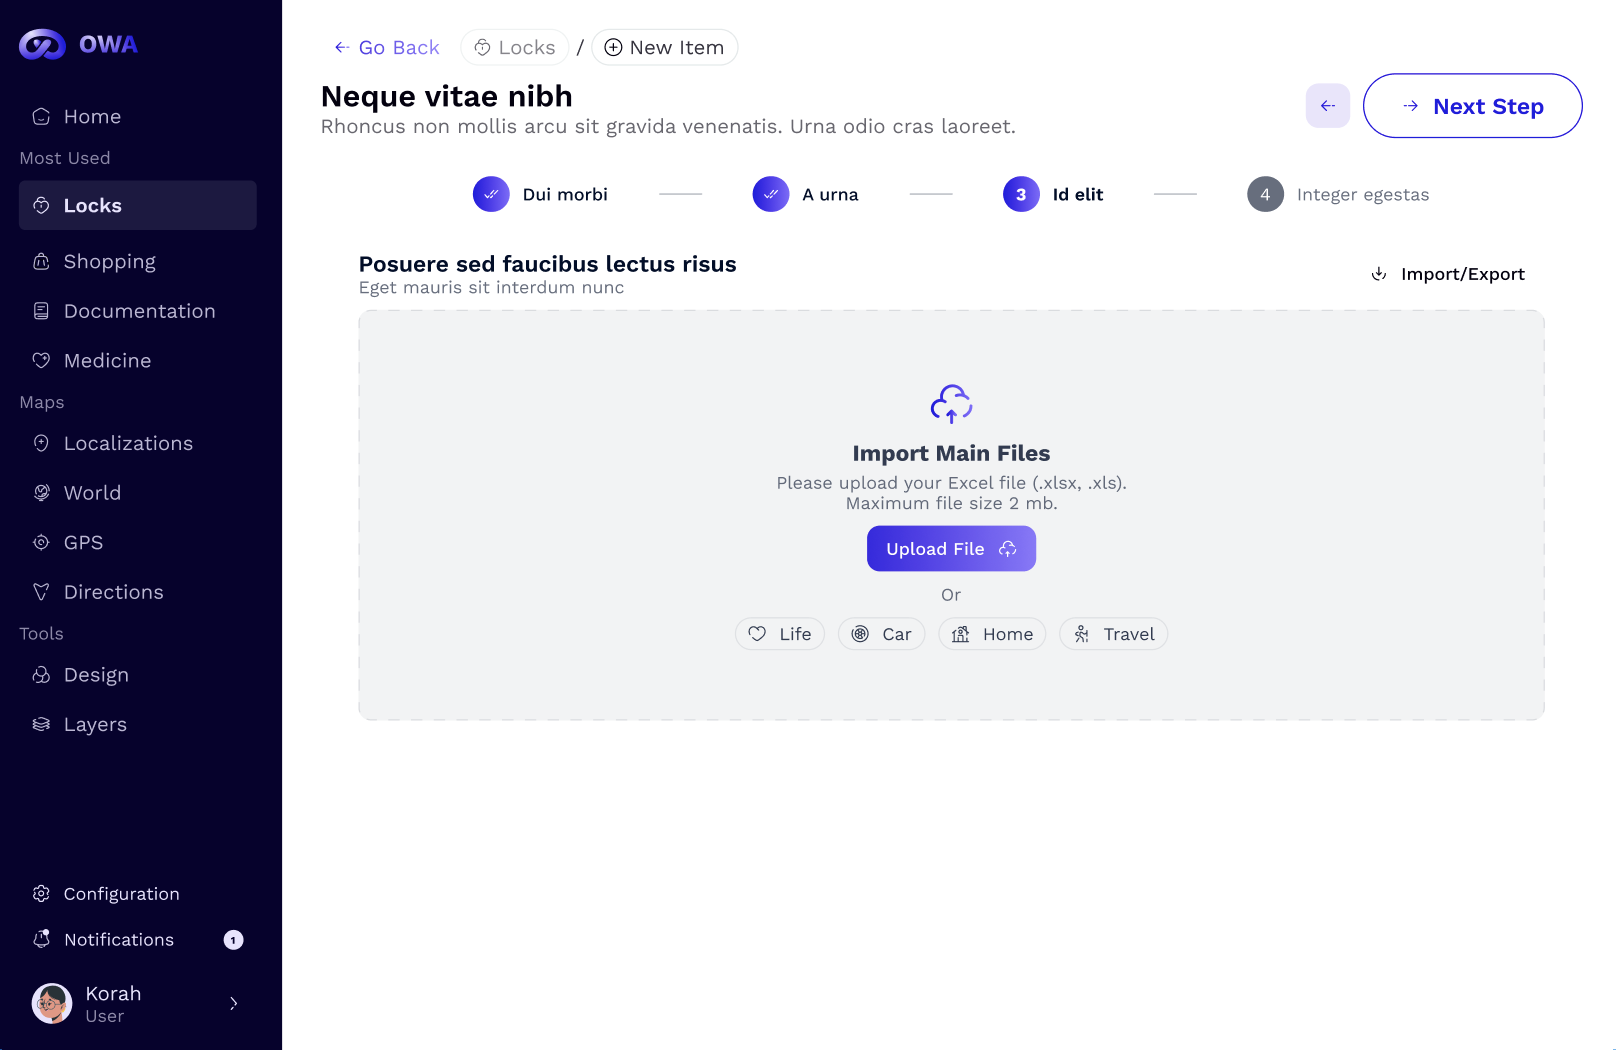 OWA
Home
Most Used
Locks
Shopping
Documentation
Medicine
Maps
Localizations
World
GPS
Directions
Tools
Design
Layers
Configuration
Notifications 1
Korah
User
Go Back Locks / New Item
Neque vitae nibh
Rhoncus non mollis arcu sit gravida venenatis. Urna odio cras laoreet.
Next Step
Dui morbi A urna 3 Id elit 4 Integer egestas
Posuere sed faucibus lectus risus
Eget mauris sit interdum nunc
Import/Export
Import Main Files
Please upload your Excel file (.xlsx, .xls).
Maximum file size 2 mb.
Upload File
Or
Life Car Home Travel